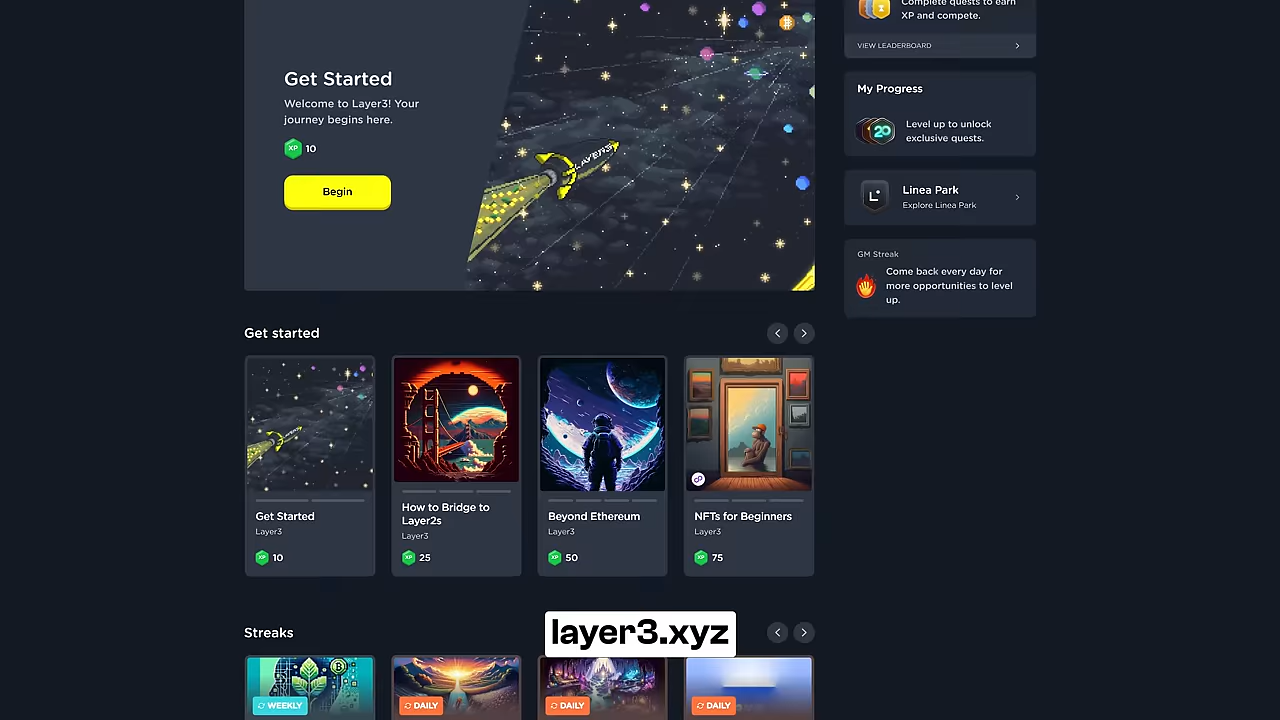 Complete quests to earn
XP and compete.
VIEW LEADERBOARD
Get Started
Welcome to Layer3! Your
journey begins here.
XP 10
Begin
LAYER3
My Progress
20
Level up to unlock
exclusive quests.
Linea Park
Explore Linea Park
GM Streak
Come back every day for
more opportunities to level
up.
Get started
Get Started
Layer3
XP 10
How to Bridge to
Layer2s
Layer3
XP 25
Beyond Ethereum
Layer3
XP 50
NFTs for Beginners
Layer3
XP 75
Streaks
layer3.xyz
WEEKLY
DAILY
DAILY
DAILY